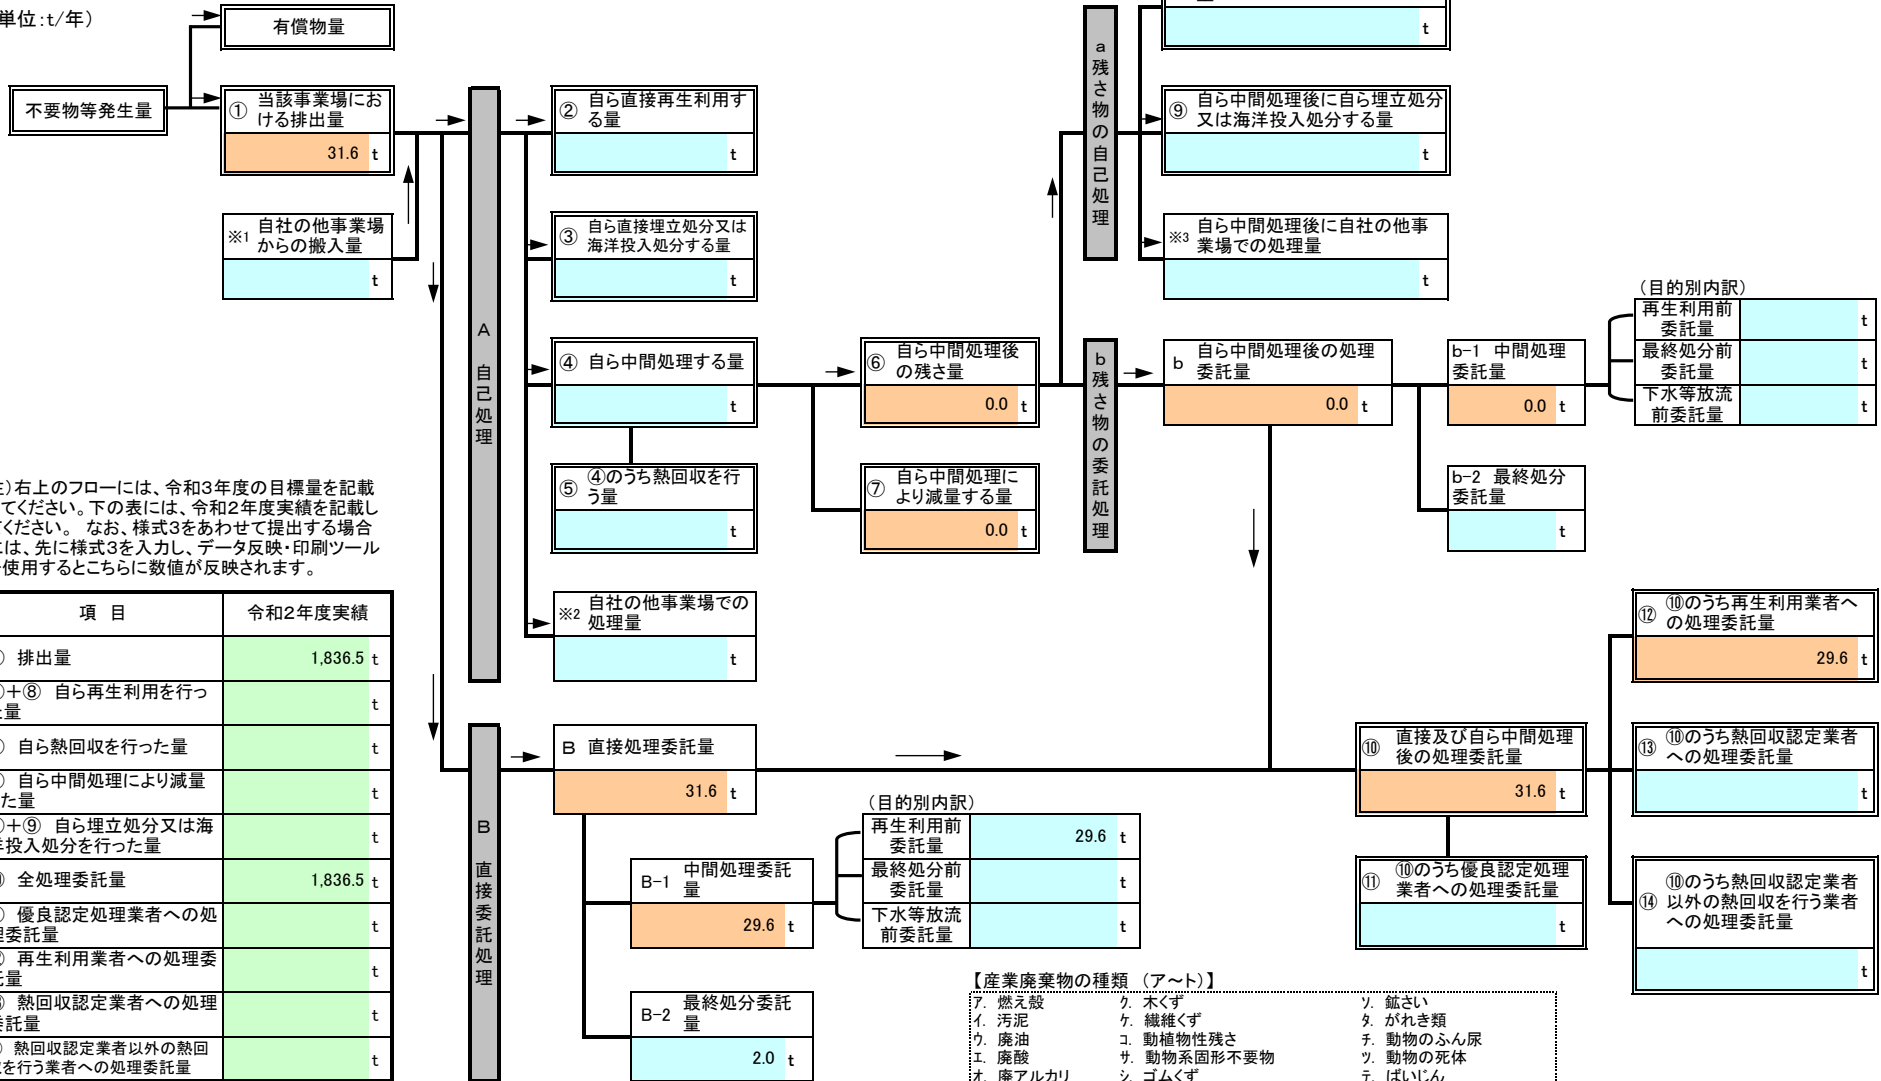 単位:t/年)
有償物量
不要物等発生量
① 当該事業場にお
ける排出量
31.6 t
※1 自社の他事業場
からの搬入量
t
A 自己処理
② 自ら直接再生利用す
る量
t
③ 自ら直接埋立処分又は
海洋投入処分する量
t
④ 自ら中間処理する量
t
⑤ ④のうち熱回収を行
う量
t
※2 自社の他事業場での
処理量
t
⑥ 自ら中間処理後
の残さ量
0.0 t
⑦ 自ら中間処理に
より減量する量
0.0 t
a 残さ物の自己処理
t
⑨ 自ら中間処理後に自ら埋立処分
又は海洋投入処分する量
t
※3 自ら中間処理後に自社の他事
業場での処理量
t
b 残さ物の委託処理
b 自ら中間処理後の処理
委託量
0.0 t
b-1 中間処理
委託量
0.0 t
b-2 最終処分
委託量
t
(目的別内訳)
再生利用前
委託量
t
最終処分前
委託量
t
下水等放流
前委託量
t
)右上のフローには、令和3年度の目標量を記載
てください。下の表には、令和2年度実績を記載し
ください。 なお、様式3をあわせて提出する場合
は、先に様式3を入力し、データ反映・印刷ツール
使用するとこちらに数値が反映されます。
項 目 令和2年度実績
) 排出量 1,836.5 t
)+⑧ 自ら再生利用を行っ
量
t
) 自ら熱回収を行った量 t
) 自ら中間処理により減量
た量
t
)+⑨ 自ら埋立処分又は海
投入処分を行った量
t
) 全処理委託量 1,836.5 t
) 優良認定処理業者への処
委託量
t
) 再生利用業者への処理委
量
t
) 熱回収認定業者への処理
託量
t
) 熱回収認定業者以外の熱回
を行う業者への処理委託量
t
B 直接委託処理
B 直接処理委託量
31.6 t
B-1 中間処理委託
量
29.6 t
B-2 最終処分委託
量
2.0 t
(目的別内訳)
再生利用前
委託量
29.6 t
最終処分前
委託量
t
下水等放流
前委託量
t
⑩ 直接及び自ら中間処理
後の処理委託量
31.6 t
⑪ ⑩のうち優良認定処理
業者への処理委託量
t
⑫ ⑩のうち再生利用業者へ
の処理委託量
29.6 t
⑬ ⑩のうち熱回収認定業者
への処理委託量
t
⑭ ⑩のうち熱回収認定業者
以外の熱回収を行う業者
への処理委託量
t
【産業廃棄物の種類 (ア～ト)】
ア. 燃え殻 ク. 木くず ソ. 鉱さい
イ. 汚泥 ケ. 繊維くず タ. がれき類
ウ. 廃油 コ. 動植物性残さ チ. 動物のふん尿
エ. 廃酸 サ. 動物系固形不要物 ツ. 動物の死体
オ. 廃アルカリ シ. ゴムくず テ. ばいじん